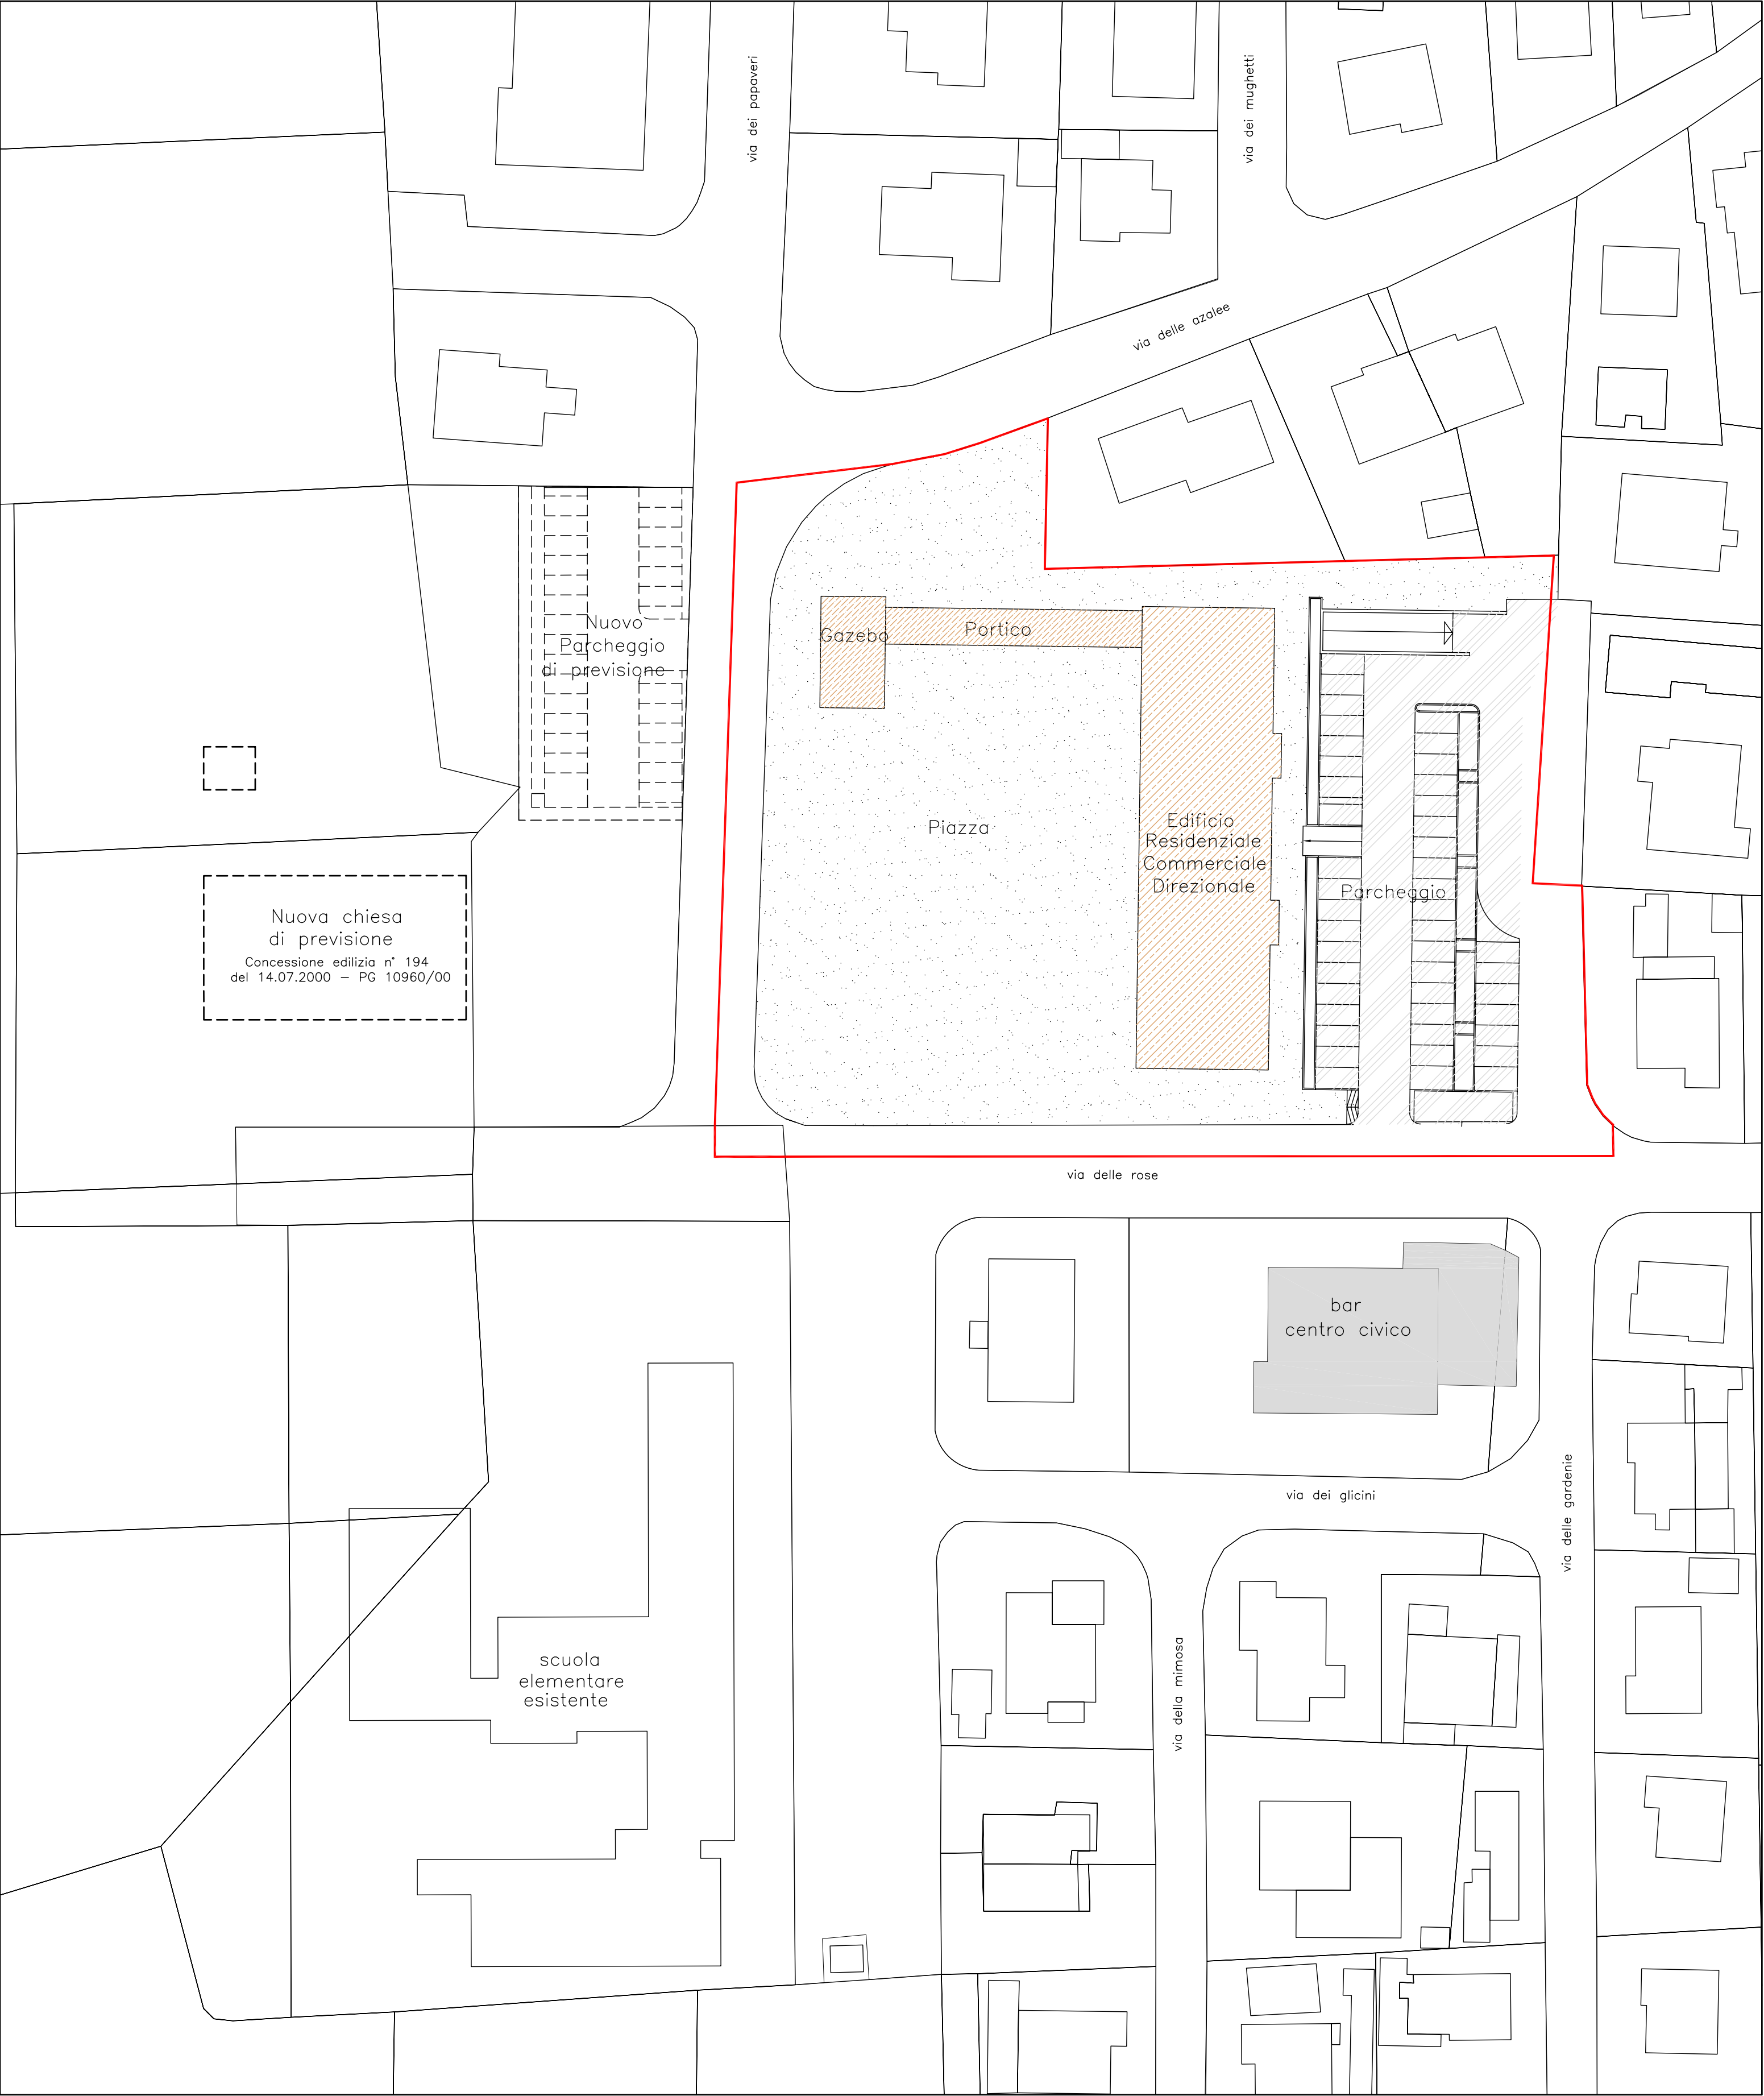 via dei papaveri
via dei mughetti
via delle azalee
Nuovo
Parcheggio
di previsione
Gazebo
Portico
Piazza
Edificio
Residenziale
Commerciale
Direzionale
Parcheggio
Nuova chiesa
di previsione
Concessione edilizia n° 194
del 14.07.2000 – PG 10960/00
via delle rose
bar
centro civico
via dei glicini
via delle gardenie
scuola
elementare
esistente
via della mimosa